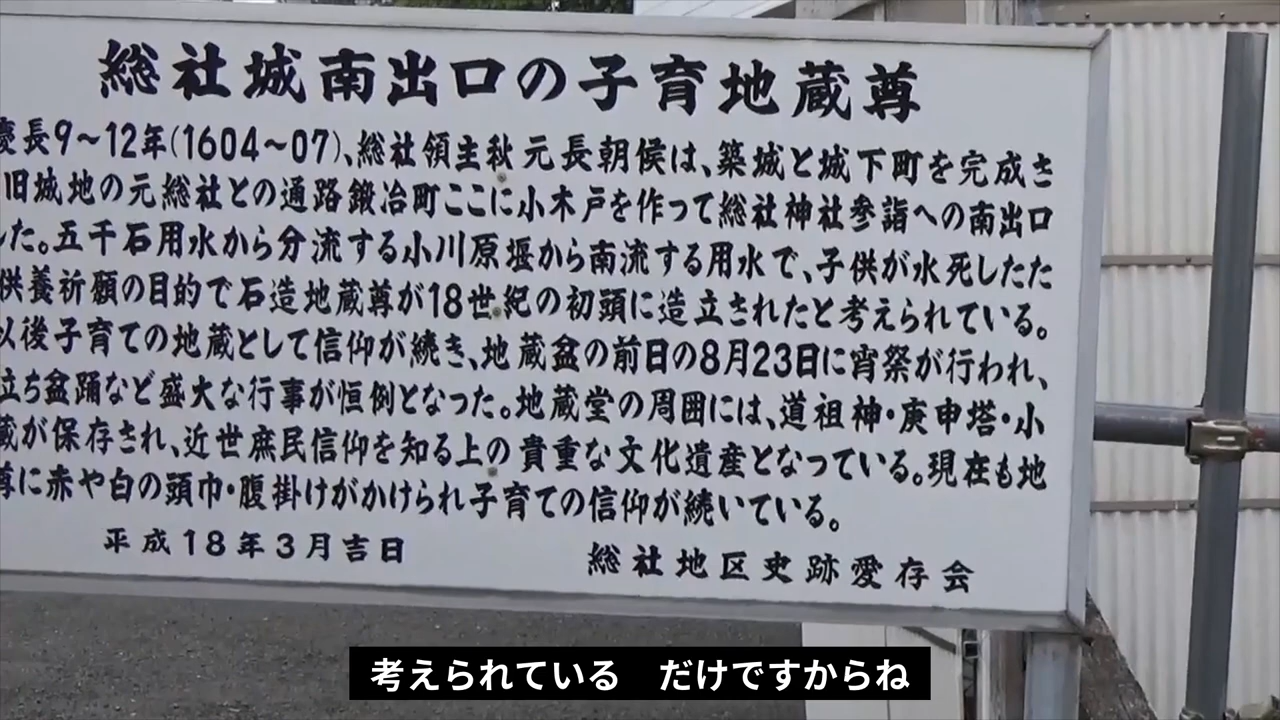 総社城南出口の子育地蔵尊
慶長9～12年(1604～07)、総社領主秋元長朝侯は、築城と城下町を完成さ
旧城地の元総社との通路鍛冶町ここに小木戸を作って総社神社参詣への南出口
した。五千石用水から分流する小川原堰から南流する用水で、子供が水死したた
供養祈願の目的で石造地蔵尊が18世紀の初頭に造立されたと考えられている。
以後子育ての地蔵として信仰が続き、地蔵盆の前日の8月23日に宵祭が行われ、
立ち盆踊など盛大な行事が恒例となった。地蔵堂の周囲には、道祖神・庚申塔・小
蔵が保存され、近世庶民信仰を知る上の貴重な文化遺産となっている。現在も地
尊に赤や白の頭巾・腹掛けがかけられ子育ての信仰が続いている。
平成18年3月吉日
総社地区史跡愛存会
考えられている　だけですからね